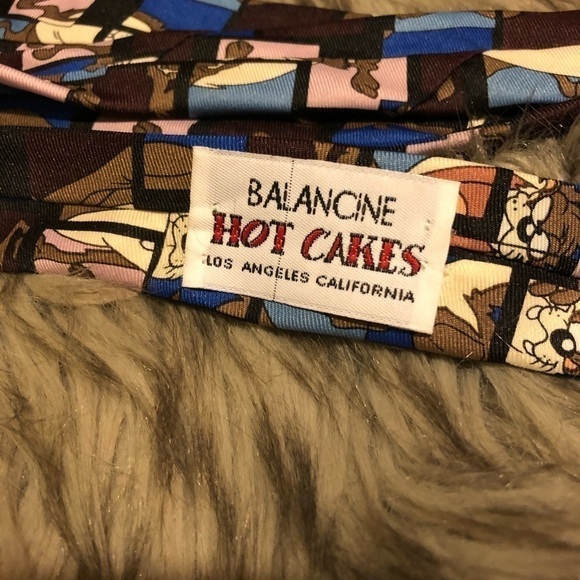 BALANCINE
HOT CAKES
LOS ANGELES CALIFORNIA